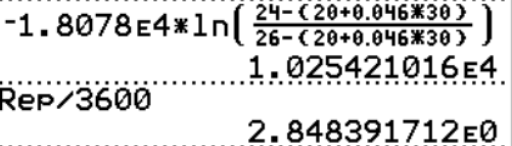 -1.8078ᴇ4*ln( (24-(20+0.046*30))/(26-(20+0.046*30)) )
1.025421016ᴇ4
Rep/3600
2.848391712ᴇ0